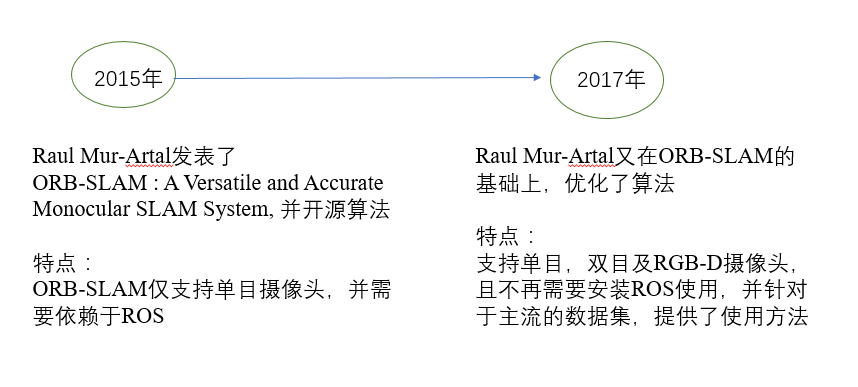 2015年
2017年
Raul Mur-Artal发表了
ORB-SLAM : A Versatile and Accurate
Monocular SLAM System, 并开源算法
特点：
ORB-SLAM仅支持单目摄像头，并需
要依赖于ROS
Raul Mur-Artal又在ORB-SLAM的
基础上，优化了算法
特点：
支持单目，双目及RGB-D摄像头，
且不再需要安装ROS使用，并针对
于主流的数据集，提供了使用方法